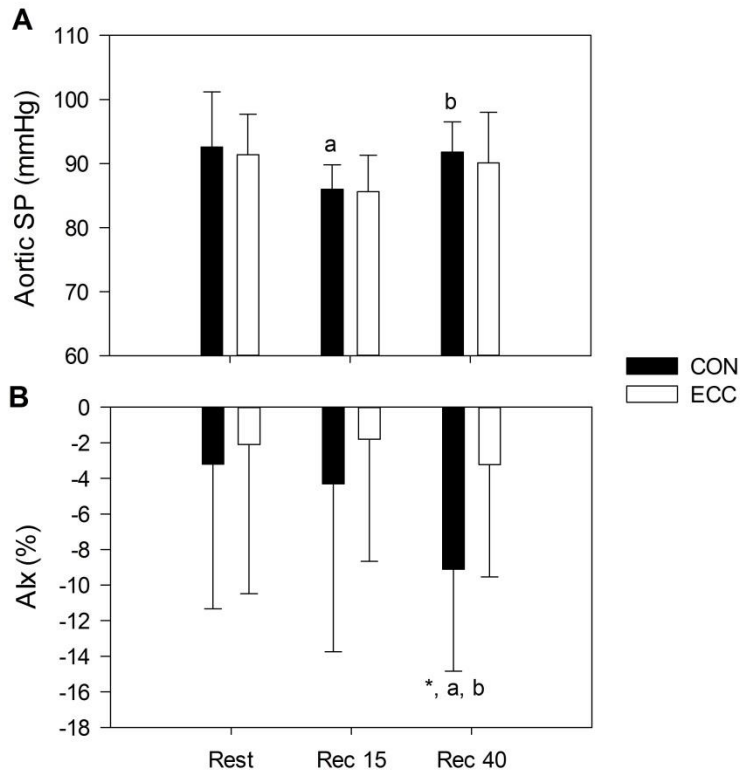 A
110
100
90
80
70
60
Aortic SP (mmHg)
a
b
CON
ECC
B
0
-2
-4
-6
-8
-10
-12
-14
-16
-18
AIx (%)
*, a, b
Rest Rec 15 Rec 40